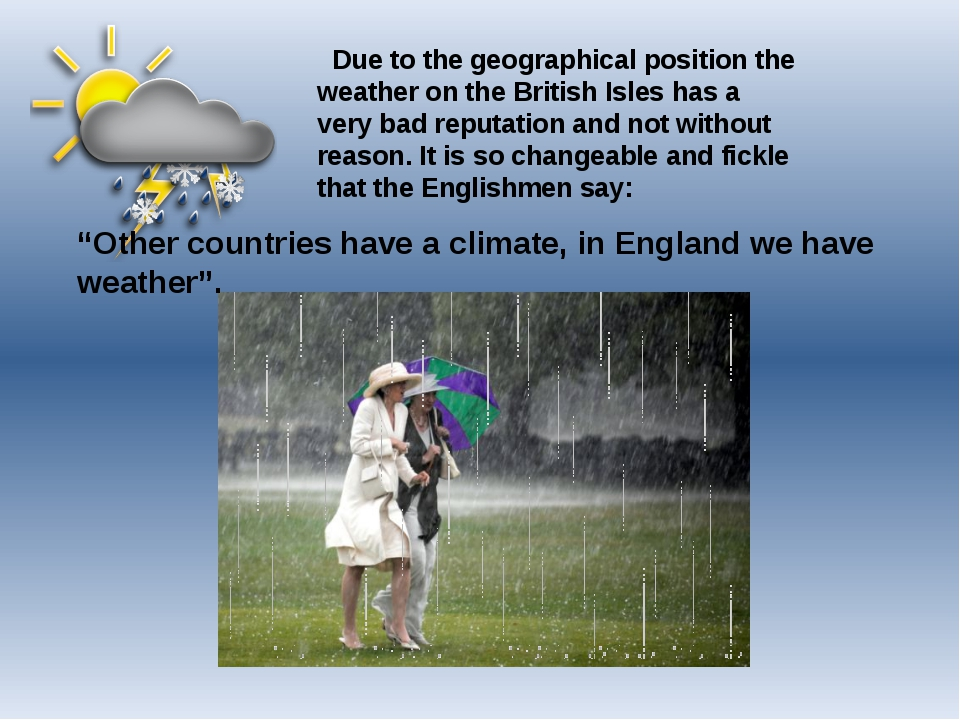 Due to the geographical position the
weather on the British Isles has a
very bad reputation and not without
reason. It is so changeable and fickle
that the Englishmen say:
“Other countries have a climate, in England we have
weather”.